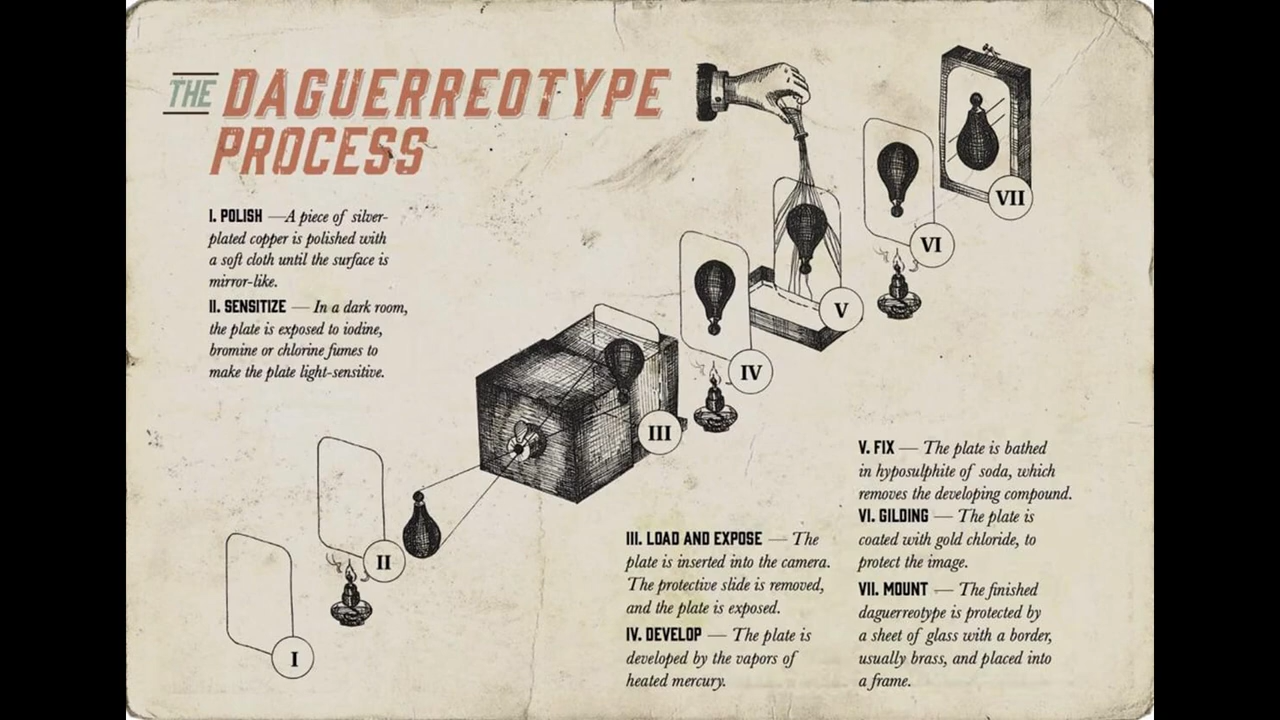 THE DAGUERREOTYPE
PROCESS
I. POLISH —A piece of silver-
plated copper is polished with
a soft cloth until the surface is
mirror-like.
II. SENSITIZE — In a dark room,
the plate is exposed to iodine,
bromine or chlorine fumes to
make the plate light-sensitive.
III. LOAD AND EXPOSE — The
plate is inserted into the camera.
The protective slide is removed,
and the plate is exposed.
IV. DEVELOP — The plate is
developed by the vapors of
heated mercury.
V. FIX — The plate is bathed
in hyposulphite of soda, which
removes the developing compound.
VI. GILDING — The plate is
coated with gold chloride, to
protect the image.
VII. MOUNT — The finished
daguerreotype is protected by
a sheet of glass with a border,
usually brass, and placed into
a frame.
I
II
III
IV
V
VI
VII